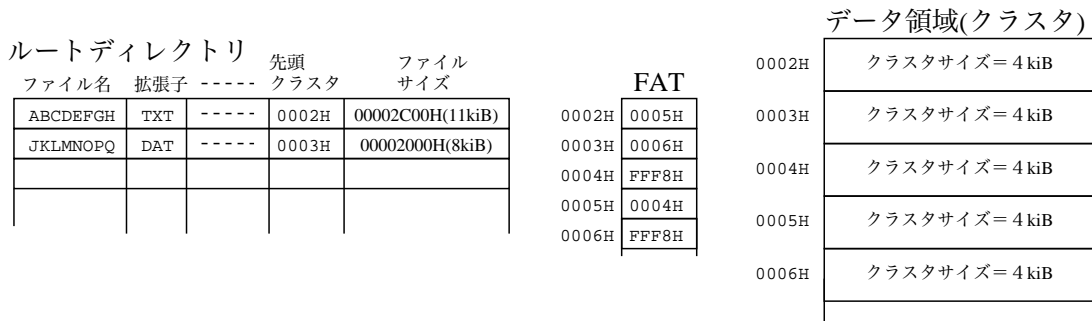 ルートディレクトリ
ファイル名 拡張子 ----- 先頭クラスタ ファイルサイズ
ABCDEFGH TXT ----- 0002H 00002C00H(11kiB)
JKLMNOPQ DAT ----- 0003H 00002000H(8kiB)
FAT
0002H 0005H
0003H 0006H
0004H FFF8H
0005H 0004H
0006H FFF8H
データ領域(クラスタ)
0002H クラスタサイズ＝４kiB
0003H クラスタサイズ＝４kiB
0004H クラスタサイズ＝４kiB
0005H クラスタサイズ＝４kiB
0006H クラスタサイズ＝４kiB